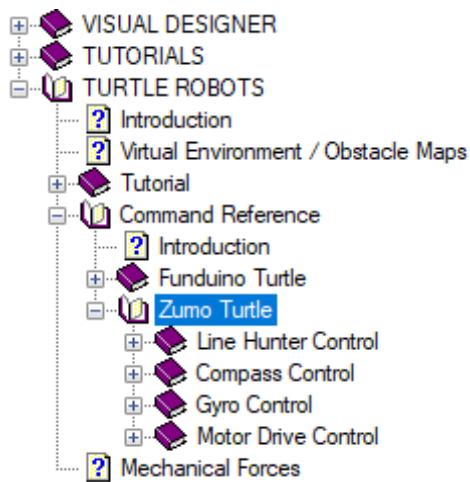 VISUAL DESIGNER
TUTORIALS
TURTLE ROBOTS
Introduction
Virtual Environment / Obstacle Maps
Tutorial
Command Reference
Introduction
Funduino Turtle
Zumo Turtle
Line Hunter Control
Compass Control
Gyro Control
Motor Drive Control
Mechanical Forces